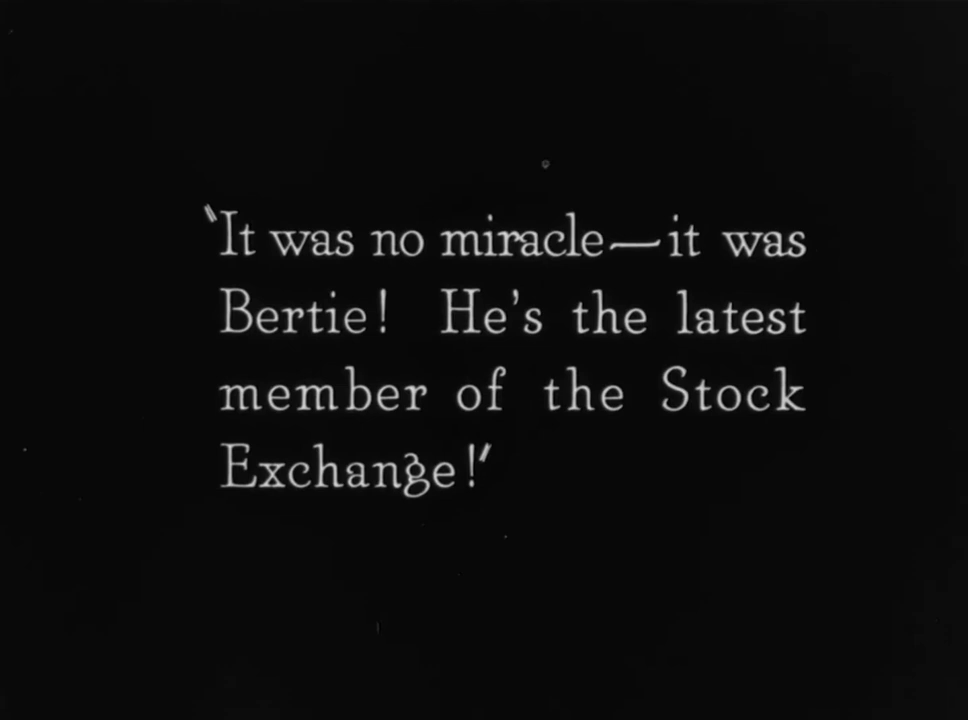 "It was no miracle—it was
Bertie! He's the latest
member of the Stock
Exchange!"